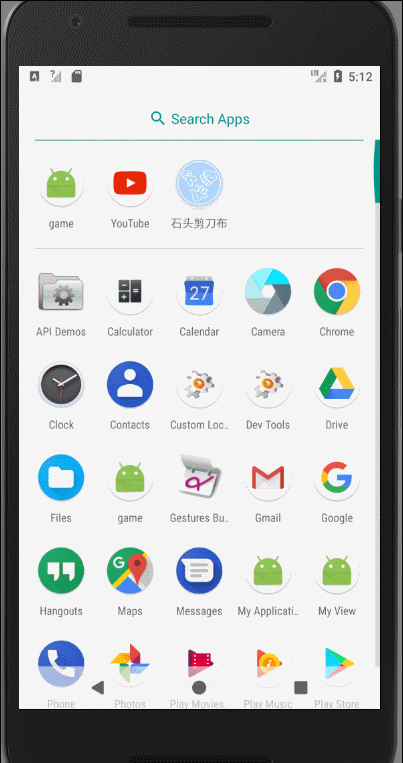 LTE 5:12
Search Apps
game YouTube 石头剪刀布
API Demos Calculator Calendar Camera Chrome
27
Clock Contacts Custom Loc.. Dev Tools Drive
Files game Gestures Bu.. Gmail Google
Hangouts Maps Messages My Applicati.. My View
Phone Photos Play Movies.. Play Music Play Store